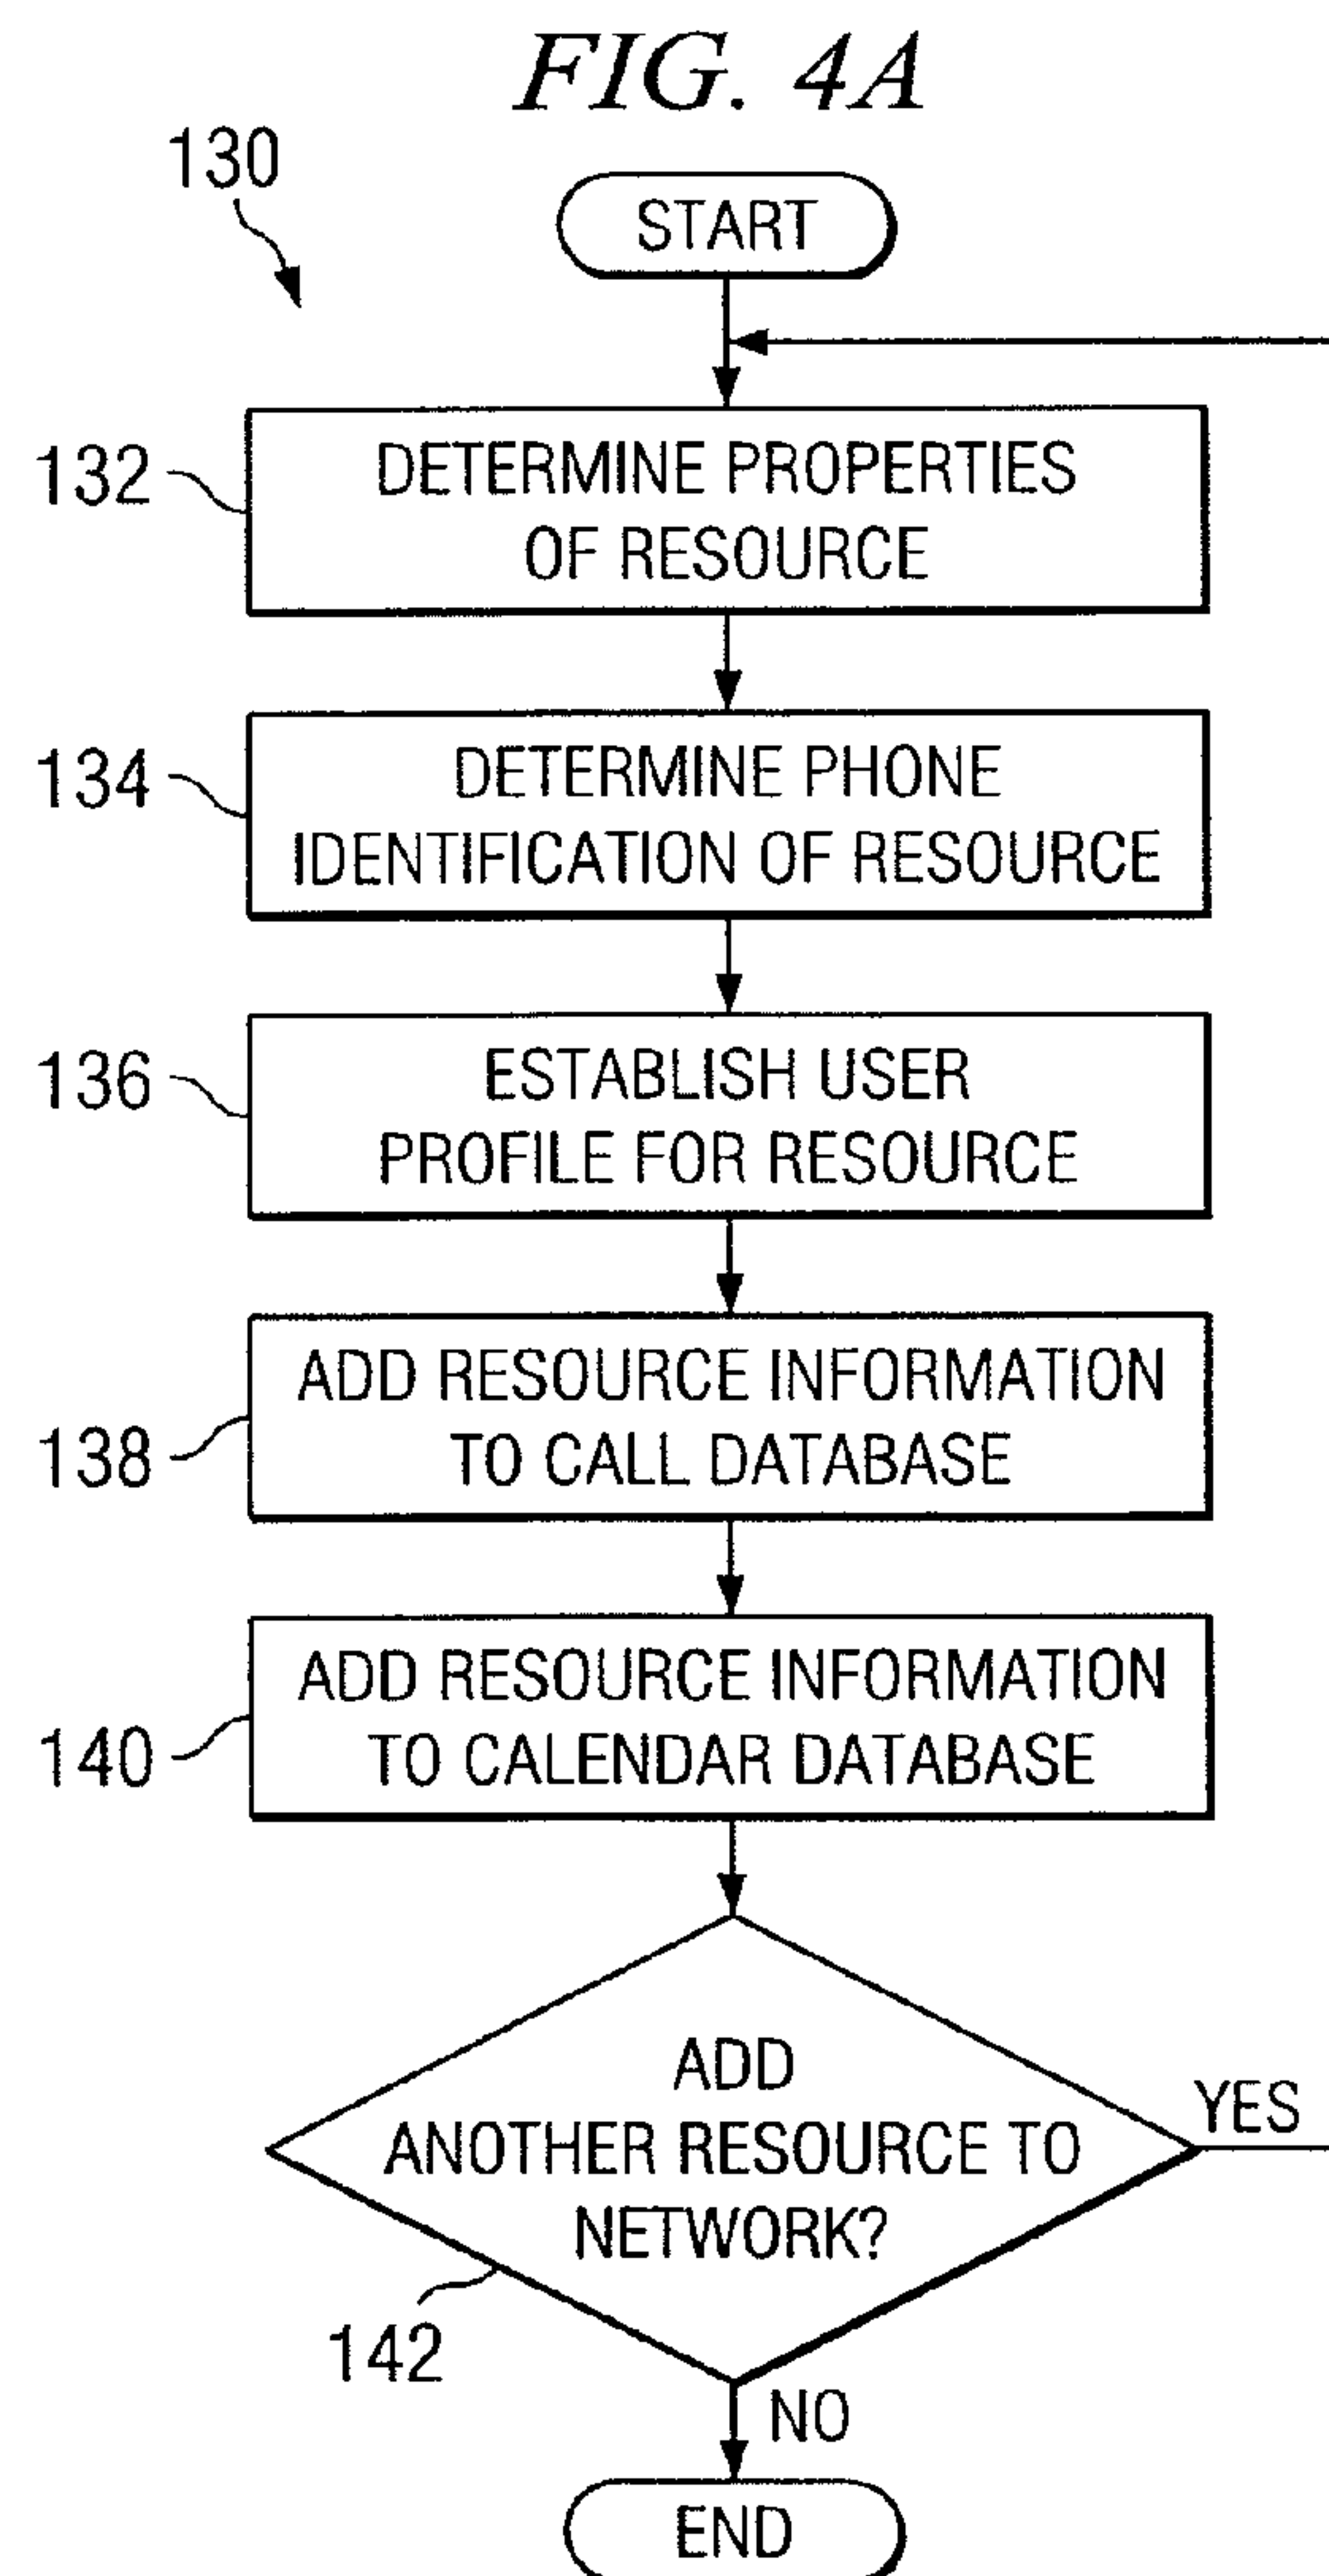 FIG. 4A
130
START
132
DETERMINE PROPERTIES
OF RESOURCE
134
DETERMINE PHONE
IDENTIFICATION OF RESOURCE
136
ESTABLISH USER
PROFILE FOR RESOURCE
138
ADD RESOURCE INFORMATION
TO CALL DATABASE
140
ADD RESOURCE INFORMATION
TO CALENDAR DATABASE
ADD
ANOTHER RESOURCE TO
NETWORK?
YES
142
NO
END